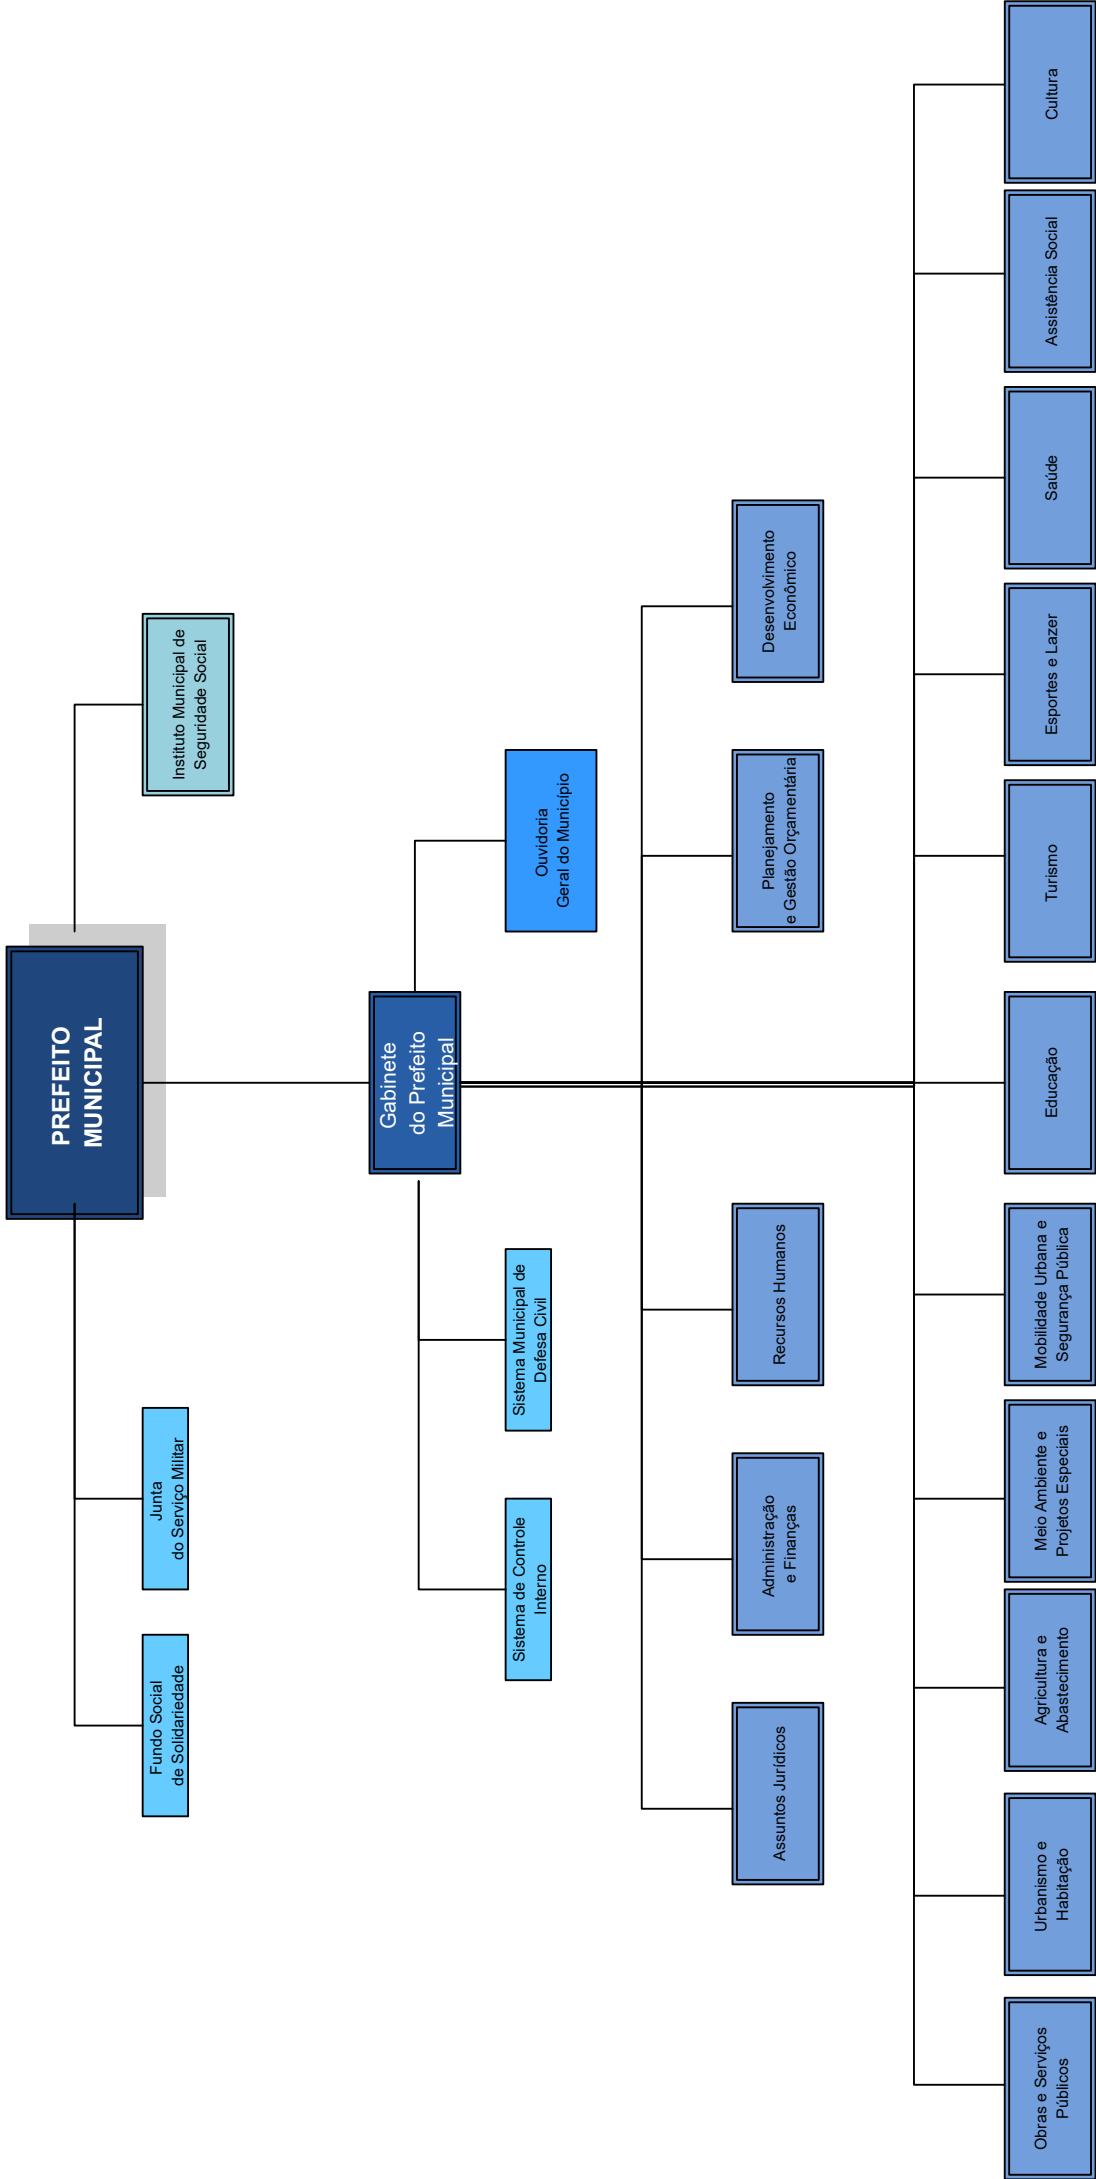 PREFEITO
MUNICIPAL
Fundo Social
de Solidariedade
Junta
do Serviço Militar
Instituto Municipal de
Seguridade Social
Gabinete
do Prefeito
Municipal
Sistema de Controle
Interno
Sistema Municipal de
Defesa Civil
Ouvidoria
Geral do Município
Assuntos Jurídicos
Administração
e Finanças
Recursos Humanos
Planejamento
e Gestão Orçamentária
Desenvolvimento
Econômico
Obras e Serviços
Públicos
Urbanismo e
Habitação
Agricultura e
Abastecimento
Meio Ambiente e
Projetos Especiais
Mobilidade Urbana e
Segurança Pública
Educação
Turismo
Esportes e Lazer
Saúde
Assistência Social
Cultura